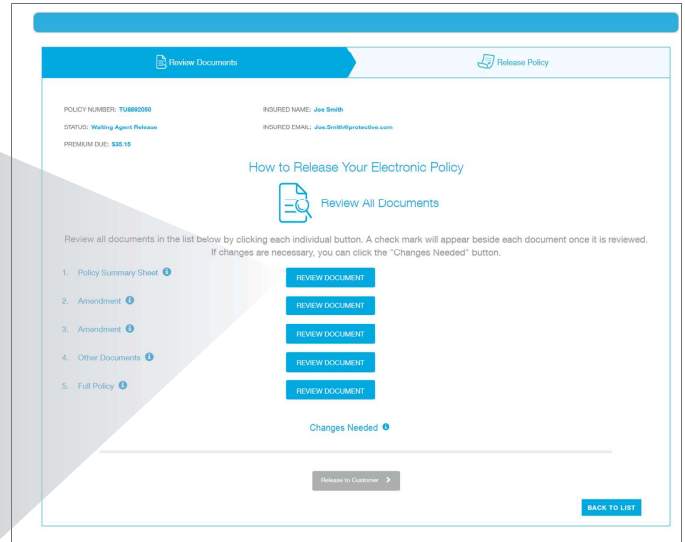 Review Documents
Release Policy
POLICY NUMBER: TU8892050 INSURED NAME: Joe Smith
STATUS: Waiting Agent Release INSURED EMAIL: Joe.Smith@protective.com
PREMIUM DUE: $35.15
How to Release Your Electronic Policy
Review All Documents
Review all documents in the list below by clicking each individual button. A check mark will appear beside each document once it is reviewed.
If changes are necessary, you can click the "Changes Needed" button.
1. Policy Summary Sheet REVIEW DOCUMENT
2. Amendment REVIEW DOCUMENT
3. Amendment REVIEW DOCUMENT
4. Other Documents REVIEW DOCUMENT
5. Full Policy REVIEW DOCUMENT
Changes Needed
Release to Customer
BACK TO LIST